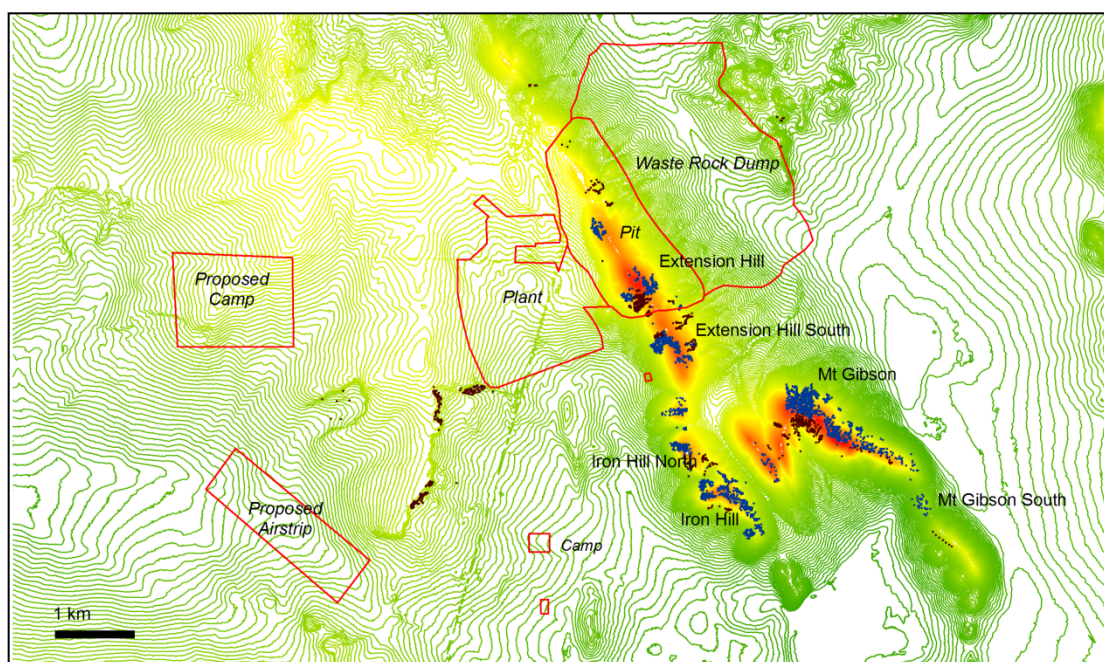 Waste Rock Dump
Pit
Extension Hill
Proposed
Camp
Plant
Extension Hill South
Mt Gibson
Iron Hill North
Mt Gibson South
Proposed
Airstrip
Iron Hill
Camp
1 km